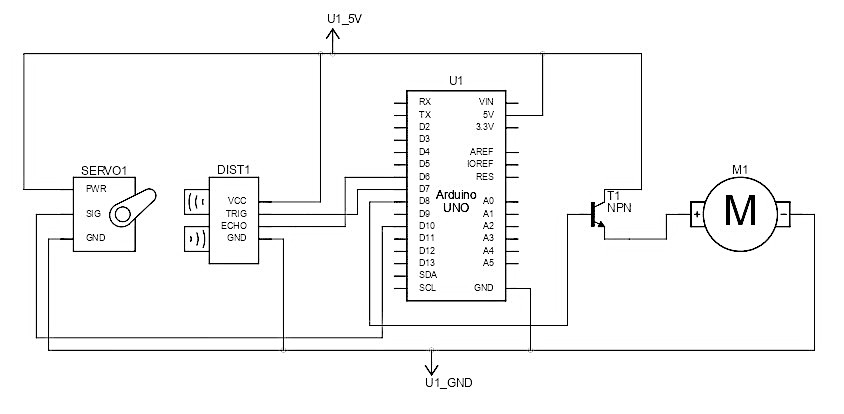 U1_5V
U1
RX VIN
TX 5V
D2 3.3V
D3
D4 AREF
D5 IOREF
D6 RES
D7
Arduino
UNO
D8 A0
D9 A1
D10 A2
D11 A3
D12 A4
D13 A5
SDA
SCL GND
SERVO1
PWR
SIG
GND
DIST1
VCC
TRIG
ECHO
GND
T1
NPN
M1
+ M -
U1_GND